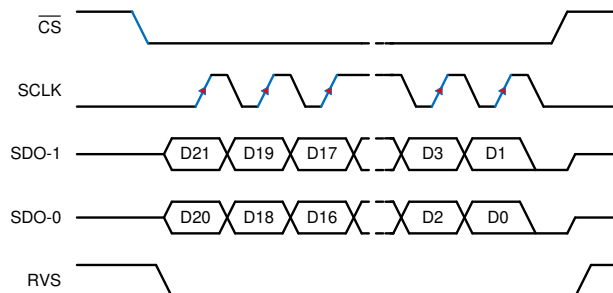 CS
SCLK
SDO-1 D21 D19 D17 D3 D1
SDO-0 D20 D18 D16 D2 D0
RVS